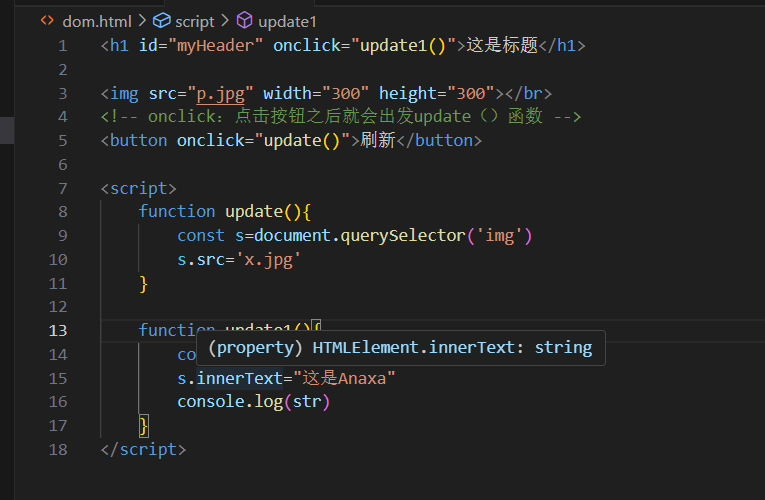 dom.html > script > update1
1 <h1 id="myHeader" onclick="update1()">这是标题</h1>
2
3 <img src="p.jpg" width="300" height="300"></br>
4 <!-- onclick：点击按钮之后就会出发update（）函数 -->
5 <button onclick="update()">刷新</button>
6
7 <script>
8 function update(){
9 const s=document.querySelector('img')
10 s.src='x.jpg'
11 }
12
13 function update1(){
(property) HTMLElement.innerText: string
14 co
15 s.innerText="这是Anaxa"
16 console.log(str)
17 }
18 </script>